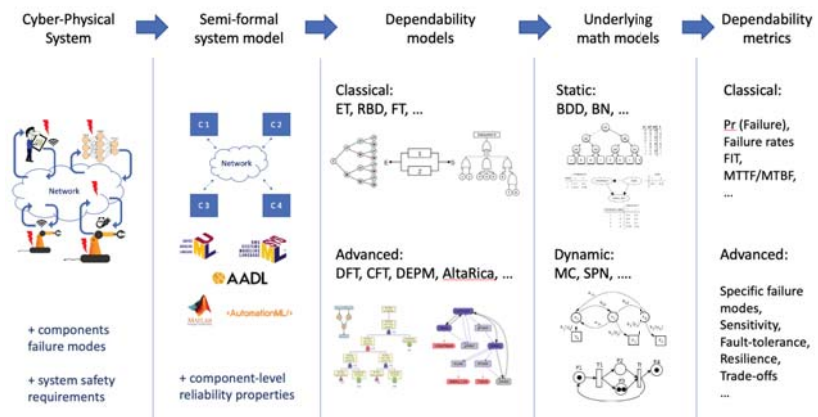 Cyber-Physical
System
Semi-formal
system model
Dependability
models
Underlying
math models
Dependability
metrics
Network
+ components
failure modes
+ system safety
requirements
C 1
C 2
Network
C 3
C 4
UML
AADL
MATLAB
<AutomationML/>
+ component-level
reliability properties
Classical:
ET, RBD, FT, ...
Advanced:
DFT, CFT, DEPM, AltaRica, ...
Static:
BDD, BN, ...
Dynamic:
MC, SPN, ....
Classical:
Pr (Failure),
Failure rates
FIT,
MTTF/MTBF,
...
Advanced:
Specific failure
modes,
Sensitivity,
Fault-tolerance,
Resilience,
Trade-offs
...